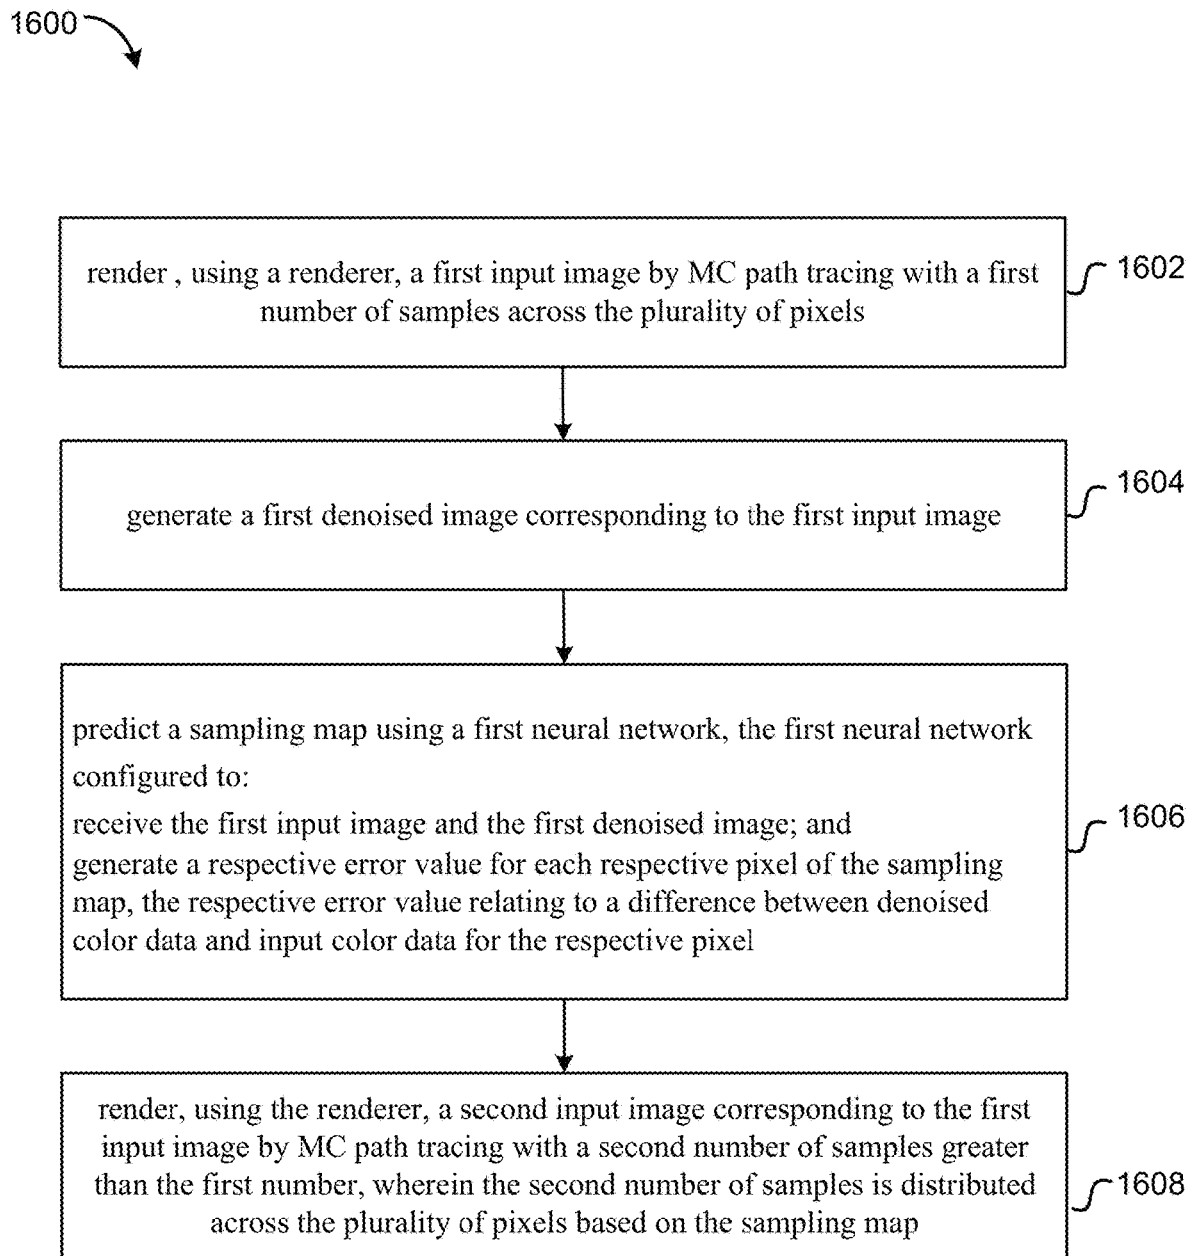 1600
render , using a renderer, a first input image by MC path tracing with a first
number of samples across the plurality of pixels
1602
generate a first denoised image corresponding to the first input image
1604
predict a sampling map using a first neural network, the first neural network
configured to:
receive the first input image and the first denoised image; and
generate a respective error value for each respective pixel of the sampling
map, the respective error value relating to a difference between denoised
color data and input color data for the respective pixel
1606
render, using the renderer, a second input image corresponding to the first
input image by MC path tracing with a second number of samples greater
than the first number, wherein the second number of samples is distributed
across the plurality of pixels based on the sampling map
1608